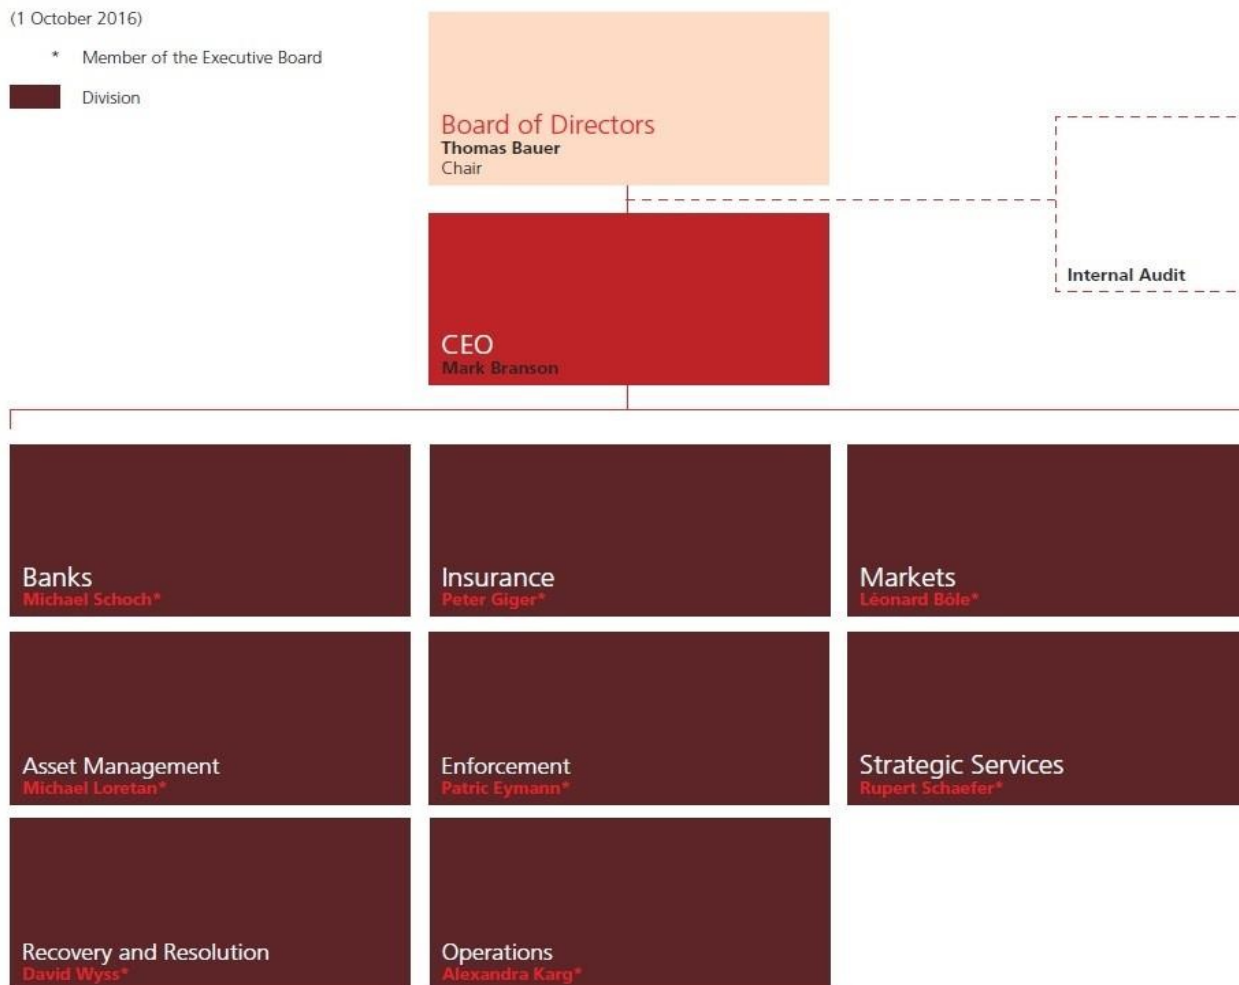 (1 October 2016)
* Member of the Executive Board
Division
Board of Directors
Thomas Bauer
Chair
Internal Audit
CEO
Mark Branson
Banks
Michael Schoch*
Insurance
Peter Giger*
Markets
Léonard Bôle*
Asset Management
Michael Loretan*
Enforcement
Patric Eymann*
Strategic Services
Rupert Schaefer*
Recovery and Resolution
David Wyss*
Operations
Alexandra Karg*